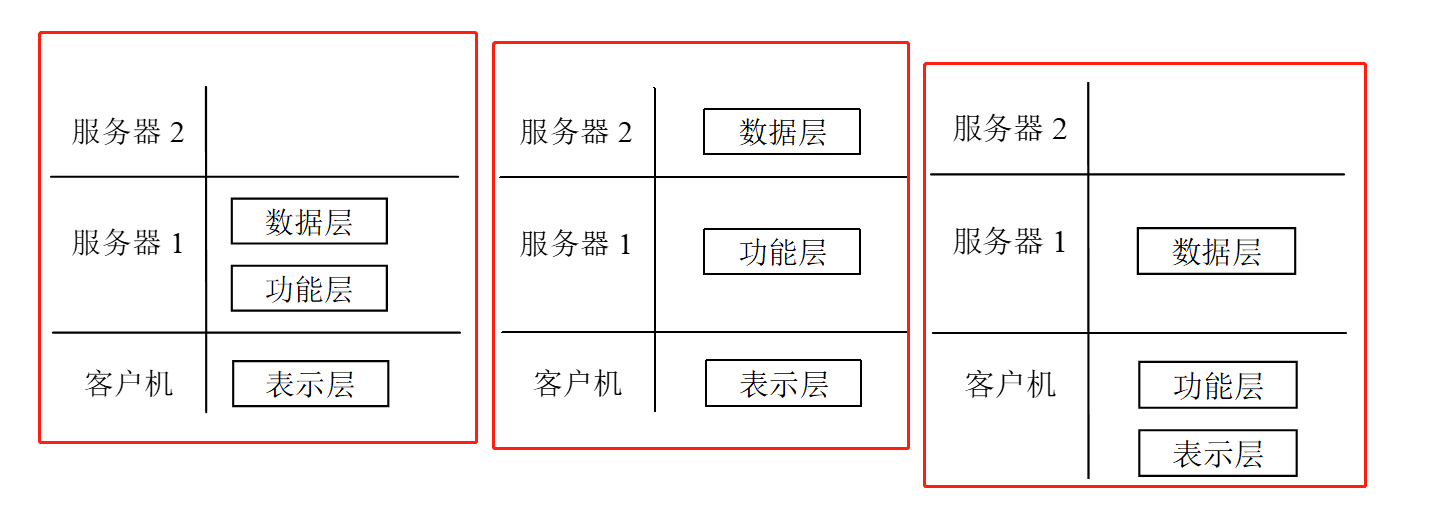 服务器 2
服务器 1
数据层
功能层
客户机
表示层
服务器 2
数据层
服务器 1
功能层
客户机
表示层
服务器 2
服务器 1
数据层
客户机
功能层
表示层